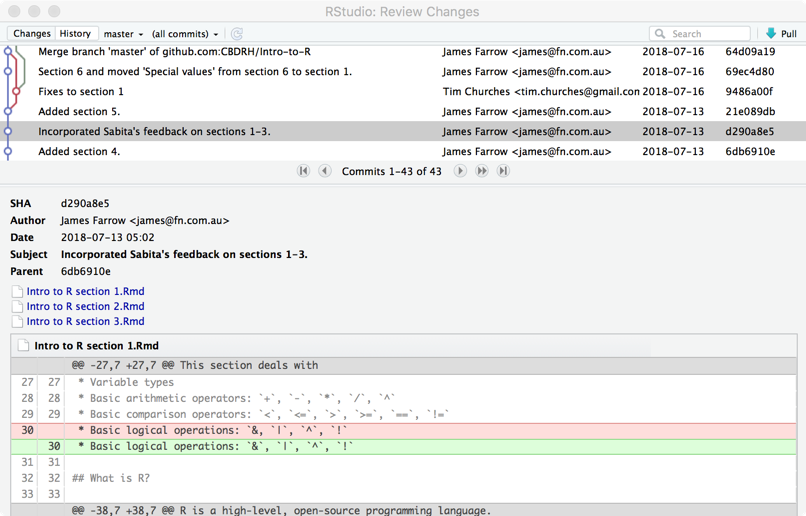 RStudio: Review Changes
Changes History master (all commits) Search Pull
Merge branch 'master' of github.com:CBDRH/Intro-to-R James Farrow <james@fn.com.au> 2018-07-16 64d09a19
Section 6 and moved 'Special values' from section 6 to section 1. James Farrow <james@fn.com.au> 2018-07-16 69ec4d80
Fixes to section 1 Tim Churches <tim.churches@gmail.com 2018-07-16 9486a00f
Added section 5. James Farrow <james@fn.com.au> 2018-07-13 21e089db
Incorporated Sabita's feedback on sections 1-3. James Farrow <james@fn.com.au> 2018-07-13 d290a8e5
Added section 4. James Farrow <james@fn.com.au> 2018-07-13 6db6910e
Commits 1-43 of 43
SHA d290a8e5
Author James Farrow <james@fn.com.au>
Date 2018-07-13 05:02
Subject Incorporated Sabita's feedback on sections 1-3.
Parent 6db6910e
Intro to R section 1.Rmd
Intro to R section 2.Rmd
Intro to R section 3.Rmd
Intro to R section 1.Rmd
@@ -27,7 +27,7 @@ This section deals with
27 27 * Variable types
28 28 * Basic arithmetic operators: `+`, `-`, `*`, `/`, `^`
29 29 * Basic comparison operators: `<`, `<=`, `>`, `>=`, `==`, `!=`
30 * Basic logical operations: `&, `|`, `^`, `!`
30 * Basic logical operations: `&`, `|`, `^`, `!`
31 31
32 32 ## What is R?
33 33
@@ -38,7 +38,7 @@ R is a high-level, open-source programming language.